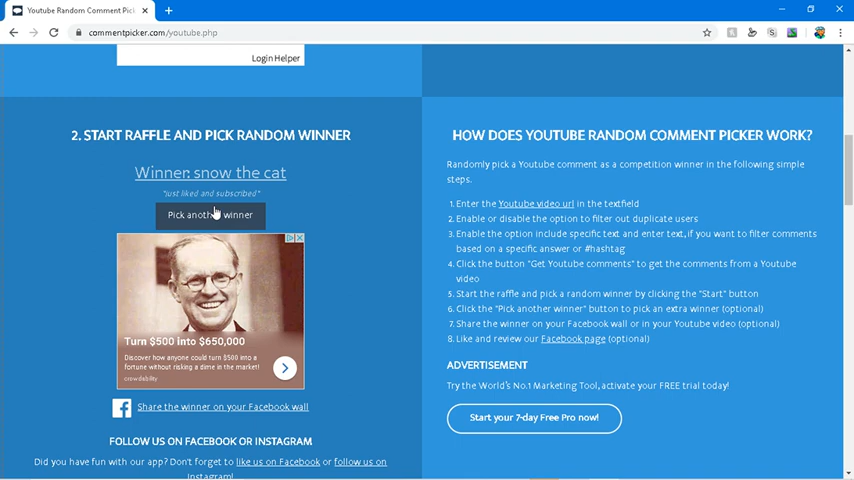 Youtube Random Comment Pick
commentpicker.com/youtube.php
Login Helper
2. START RAFFLE AND PICK RANDOM WINNER
Winner: snow the cat
"Just liked and subscribed"
Pick another winner
Turn $500 into $650,000
Discover how anyone could turn $500 into a
fortune without risking a dime in the market!
crowdability
Share the winner on your Facebook wall
FOLLOW US ON FACEBOOK OR INSTAGRAM
Did you have fun with our app? Don't forget to like us on Facebook or follow us on
Instagram!
HOW DOES YOUTUBE RANDOM COMMENT PICKER WORK?
Randomly pick a Youtube comment as a competition winner in the following simple
steps.
1. Enter the Youtube video url in the textfield
2. Enable or disable the option to filter out duplicate users
3. Enable the option include specific text and enter text, if you want to filter comments
based on a specific answer or #hashtag
4. Click the button "Get Youtube comments" to get the comments from a Youtube
video
5. Start the raffle and pick a random winner by clicking the "Start" button
6. Click the "Pick another winner" button to pick an extra winner (optional)
7. Share the winner on your Facebook wall or in your Youtube video (optional)
8. Like and review our Facebook page (optional)
ADVERTISEMENT
Try the World's No.1 Marketing Tool, activate your FREE trial today!
Start your 7-day Free Pro now!